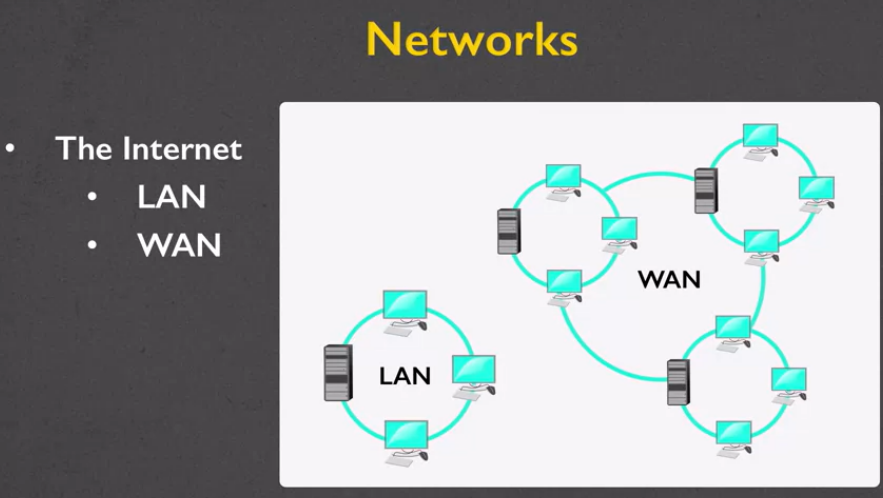 Networks
• The Internet
• LAN
• WAN
WAN
LAN